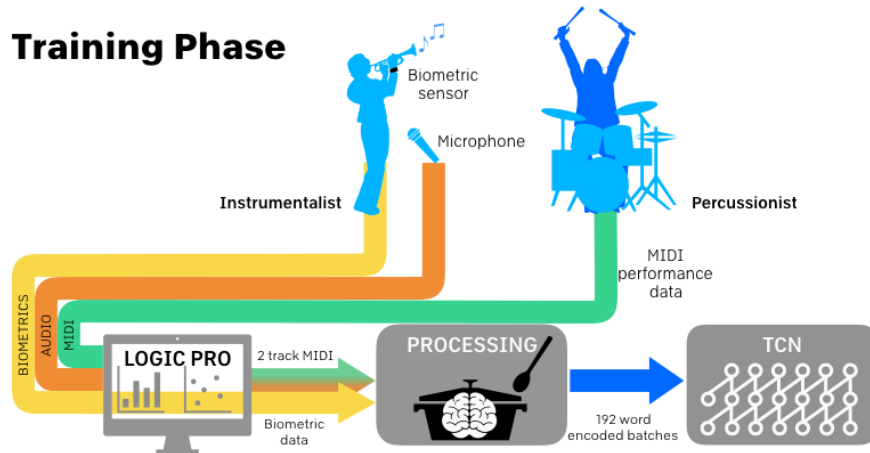 Training Phase
Biometric
sensor
Microphone
Instrumentalist
Percussionist
MIDI
performance
data
BIOMETRICS
AUDIO
MIDI
LOGIC PRO
2 track MIDI
Biometric
data
PROCESSING
192 word
encoded batches
TCN